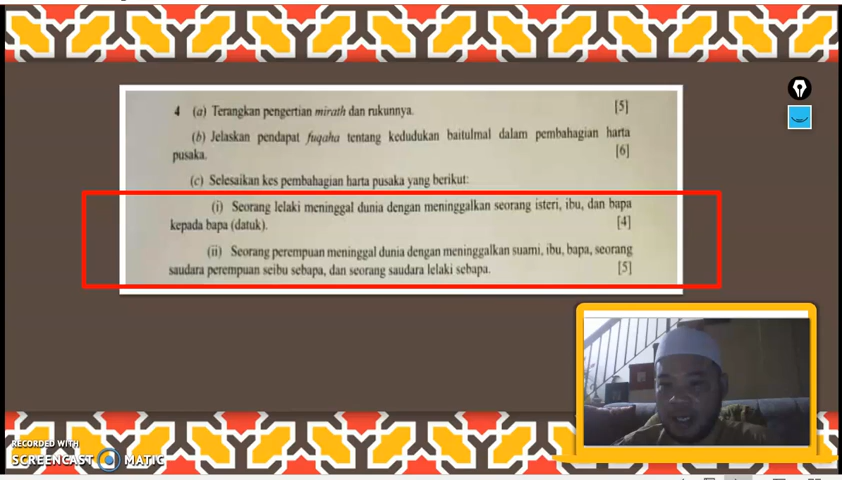 4 (a) Terangkan pengertian mirath dan rukunnya. [5]
(b) Jelaskan pendapat fuqaha tentang kedudukan baitulmal dalam pembahagian harta
pusaka. [6]
(c) Selesaikan kes pembahagian harta pusaka yang berikut:
(i) Seorang lelaki meninggal dunia dengan meninggalkan seorang isteri, ibu, dan bapa
kepada bapa (datuk). [4]
(ii) Seorang perempuan meninggal dunia dengan meninggalkan suami, ibu, bapa, seorang
saudara perempuan seibu sebapa, dan seorang saudara lelaki sebapa. [5]
RECORDED WITH
SCREENCAST MATIC